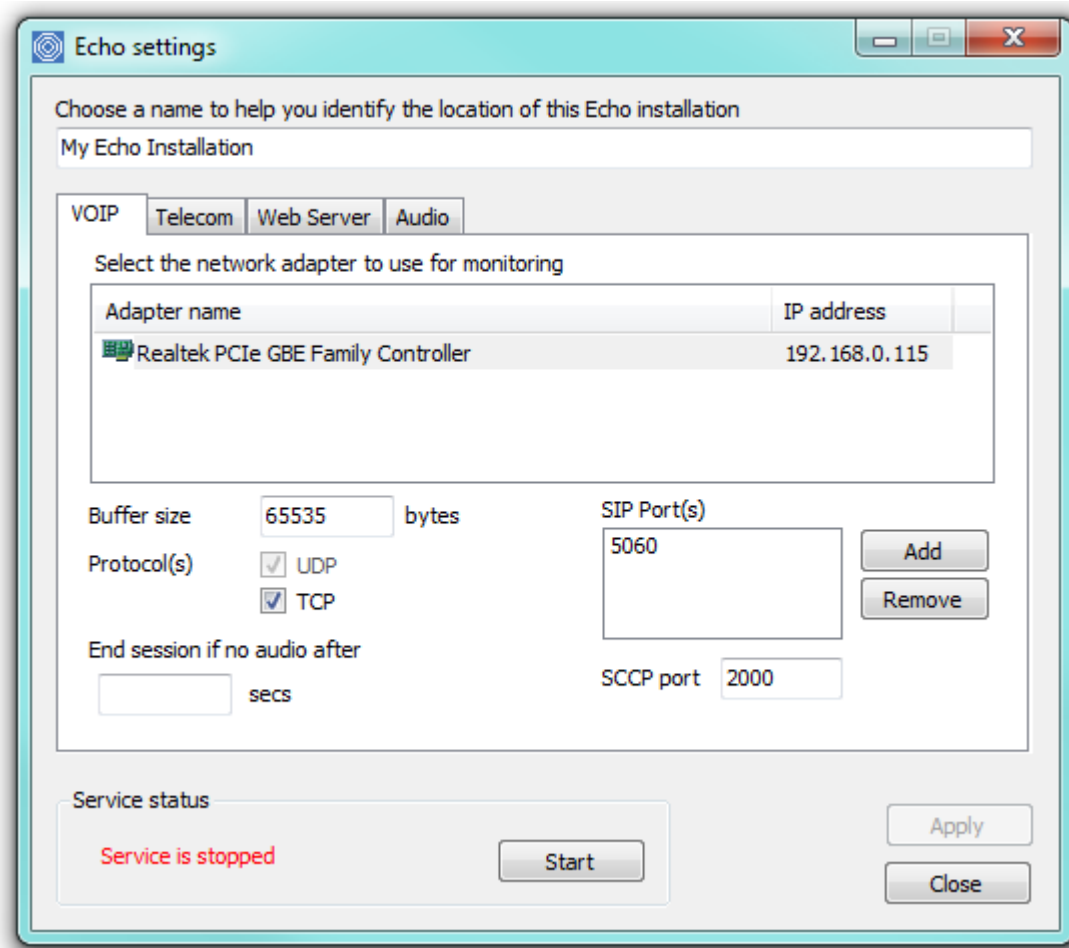 Echo settings
Choose a name to help you identify the location of this Echo installation
My Echo Installation
VOIP Telecom Web Server Audio
Select the network adapter to use for monitoring
Adapter name IP address
Realtek PCIe GBE Family Controller 192.168.0.115
Buffer size 65535 bytes
SIP Port(s)
5060
Add
Protocol(s) UDP
TCP
Remove
End session if no audio after
secs
SCCP port 2000
Service status
Service is stopped Start
Apply
Close